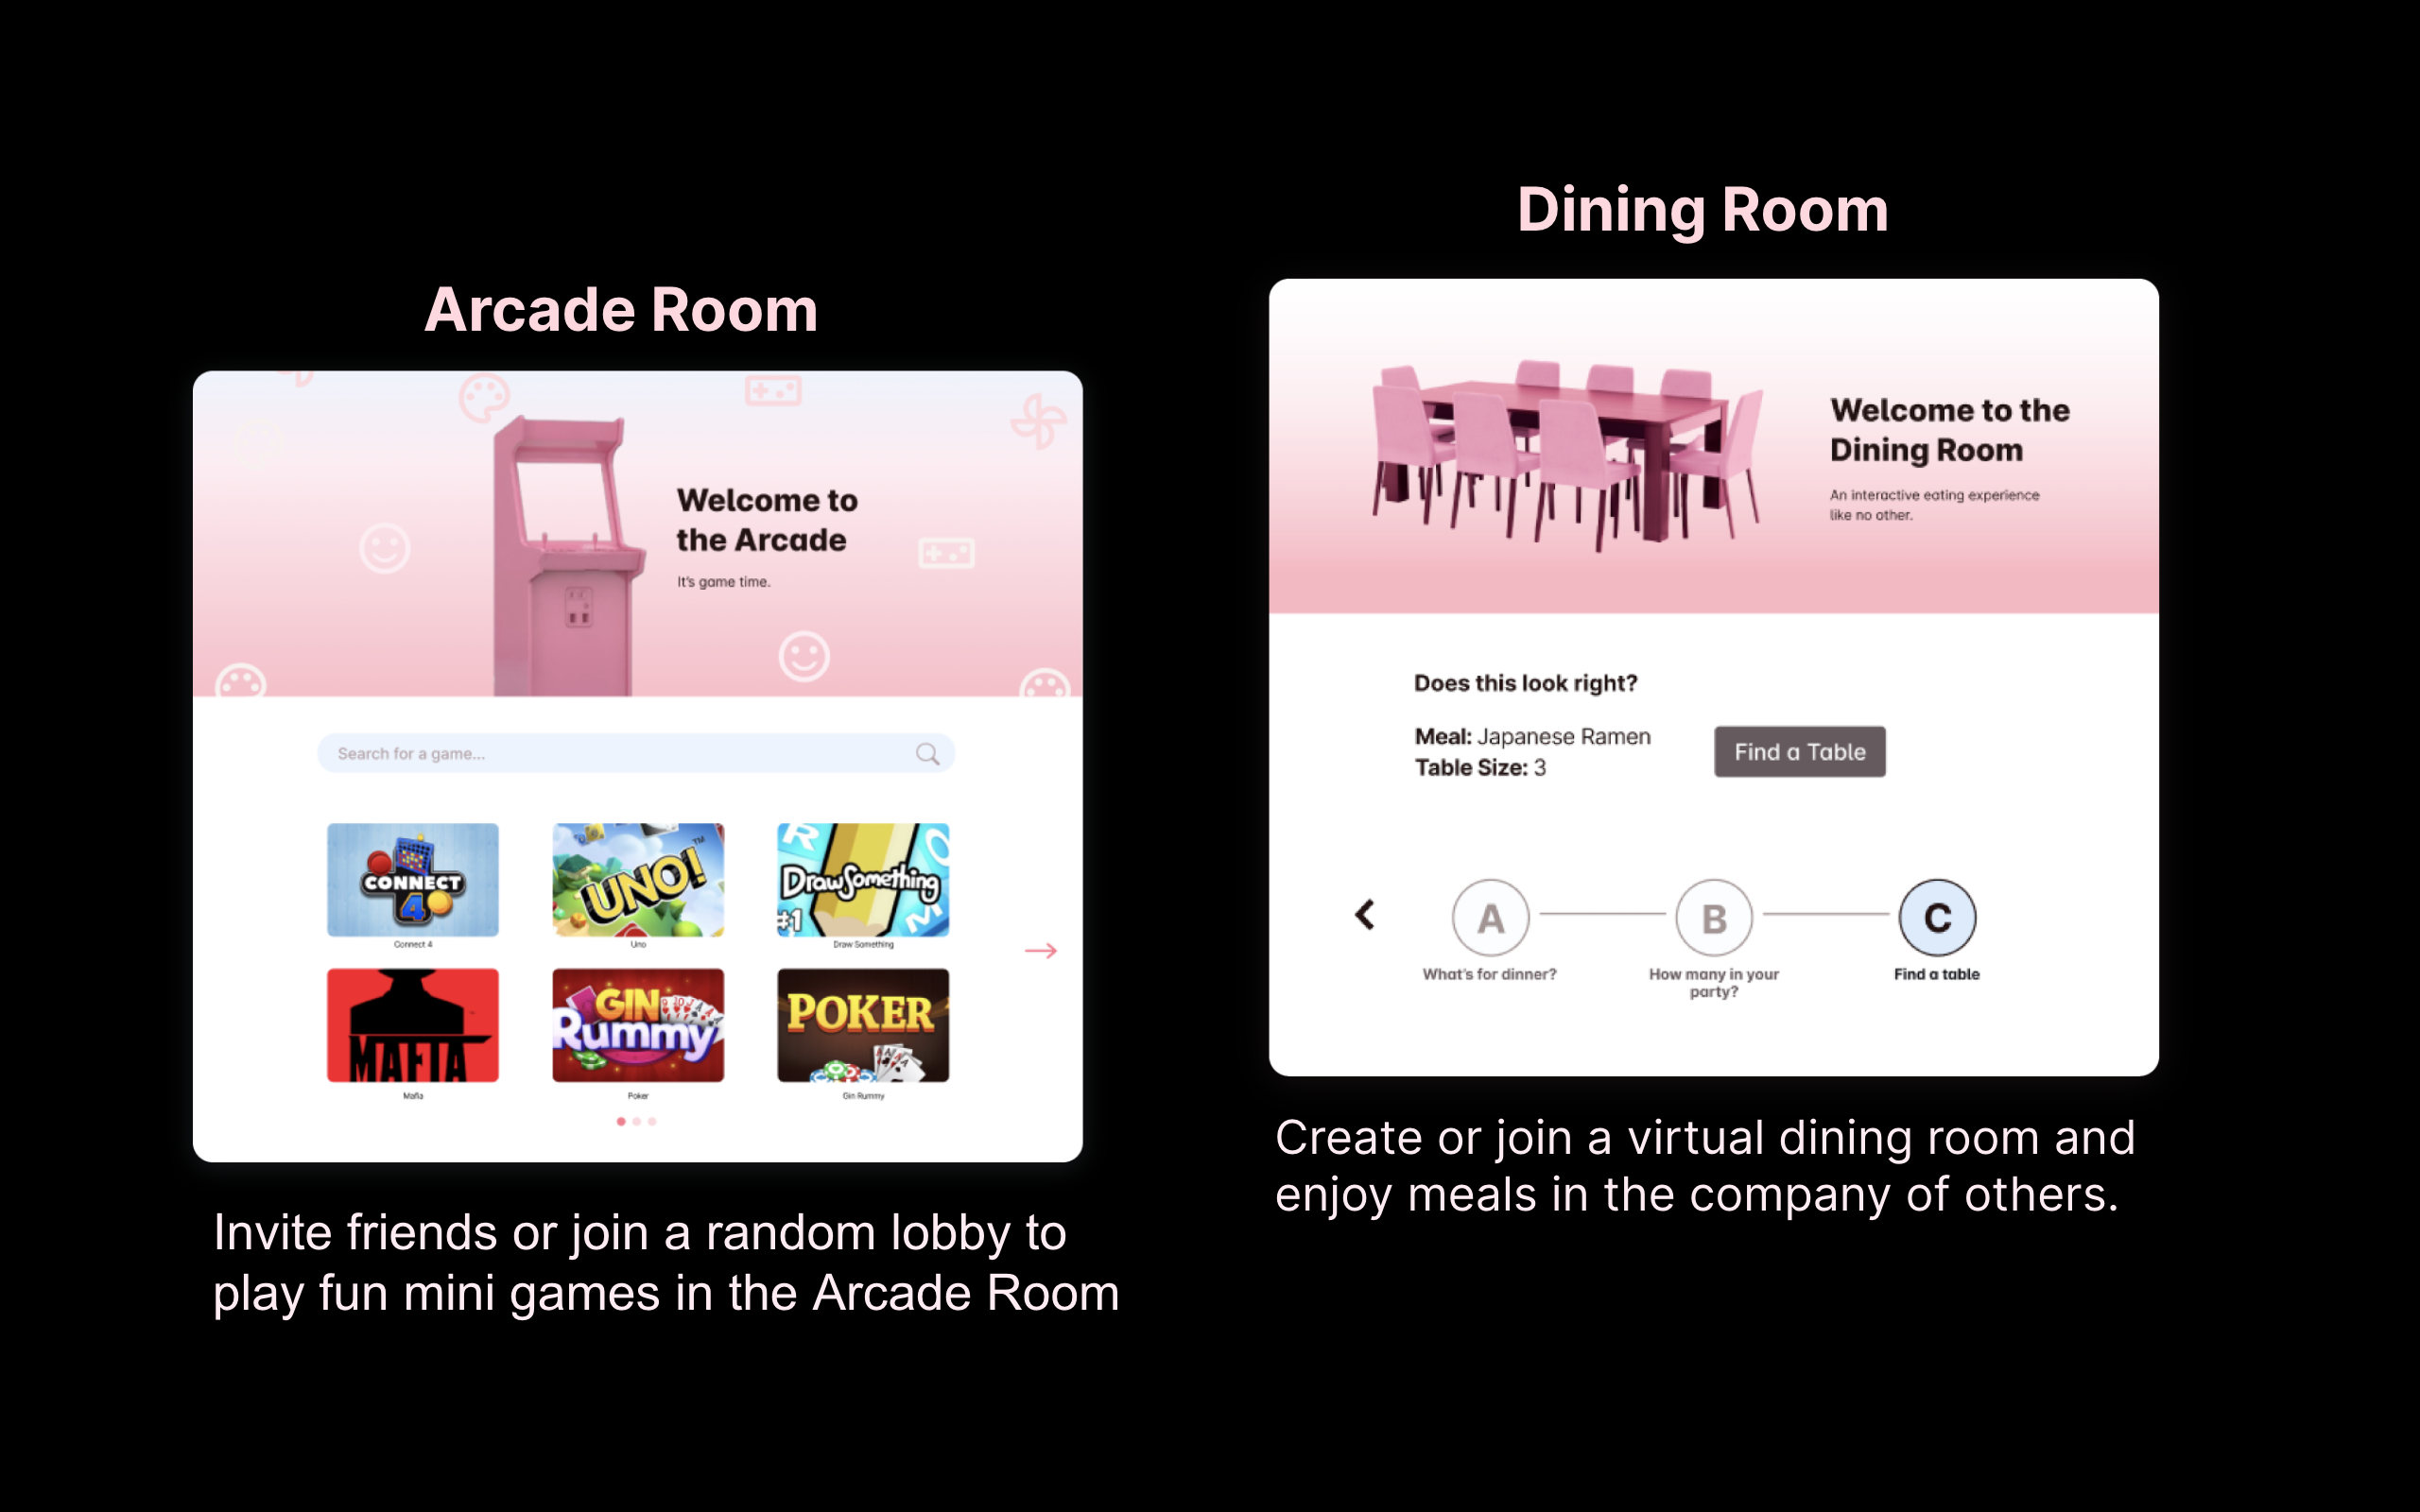 Arcade Room
Welcome to
the Arcade
It's game time.
Search for a game...
CONNECT
4
Connect 4
UNO!™
Uno
R
O
DrawSomething
#1
M
Draw Something
MAFIA
Mafia
GIN
Rummy
Poker
POKER
Gin Rummy
Invite friends or join a random lobby to
play fun mini games in the Arcade Room
Dining Room
Welcome to the
Dining Room
An interactive eating experience
like no other.
Does this look right?
Meal: Japanese Ramen
Table Size: 3
Find a Table
A
What's for dinner?
B
How many in your
party?
C
Find a table
Create or join a virtual dining room and
enjoy meals in the company of others.